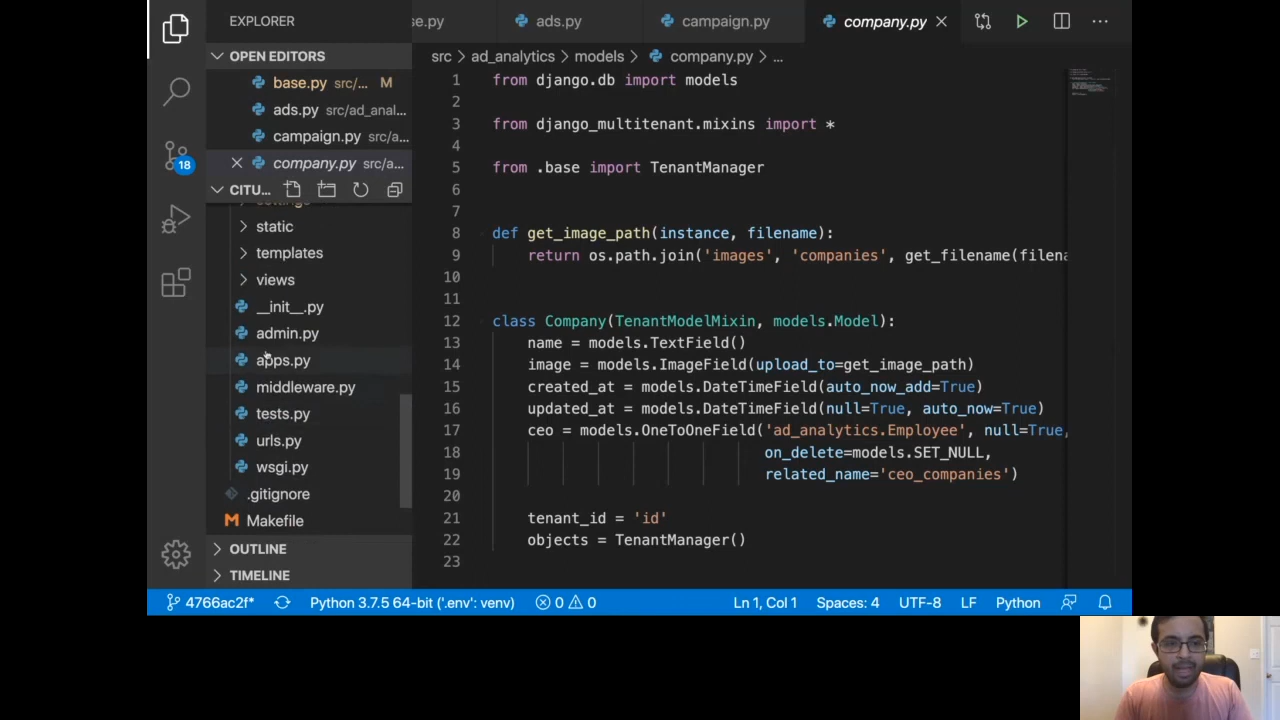 EXPLORER
se.py
ads.py
campaign.py
company.py
OPEN EDITORS
base.py src/... M
ads.py src/ad_anal...
campaign.py src/a...
company.py src/a...
CITU...
settings
static
templates
views
__init__.py
admin.py
apps.py
middleware.py
tests.py
urls.py
wsgi.py
.gitignore
Makefile
OUTLINE
TIMELINE
18
src > ad_analytics > models > company.py > ...
1 from django.db import models
2
3 from django_multitenant.mixins import *
4
5 from .base import TenantManager
6
7
8 def get_image_path(instance, filename):
9 return os.path.join('images', 'companies', get_filename(filena
10
11
12 class Company(TenantModelMixin, models.Model):
13 name = models.TextField()
14 image = models.ImageField(upload_to=get_image_path)
15 created_at = models.DateTimeField(auto_now_add=True)
16 updated_at = models.DateTimeField(null=True, auto_now=True)
17 ceo = models.OneToOneField('ad_analytics.Employee', null=True,
18 on_delete=models.SET_NULL,
19 related_name='ceo_companies')
20
21 tenant_id = 'id'
22 objects = TenantManager()
23
4766ac2f* Python 3.7.5 64-bit ('.env': venv) 0 0 Ln 1, Col 1 Spaces: 4 UTF-8 LF Python